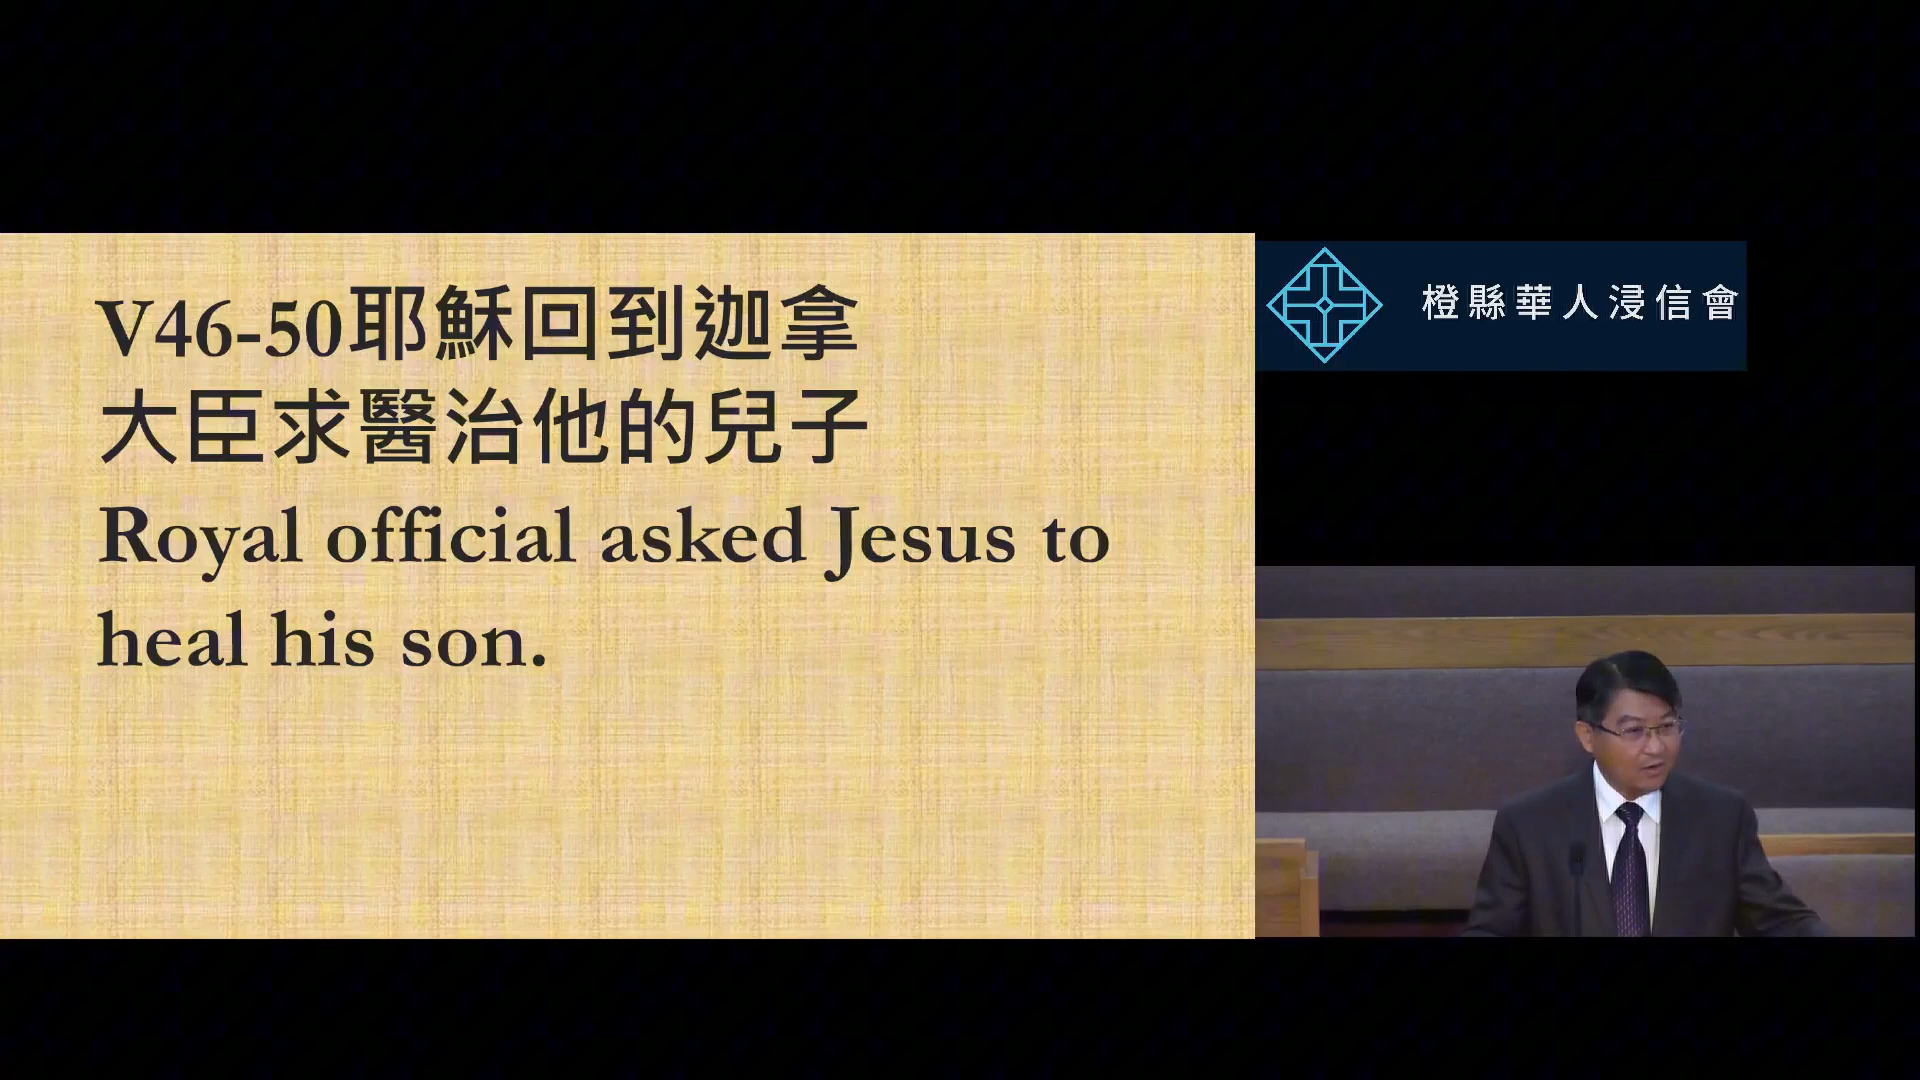 V46-50耶穌回到迦拿
大臣求醫治他的兒子
Royal official asked Jesus to
heal his son.
橙縣華人浸信會